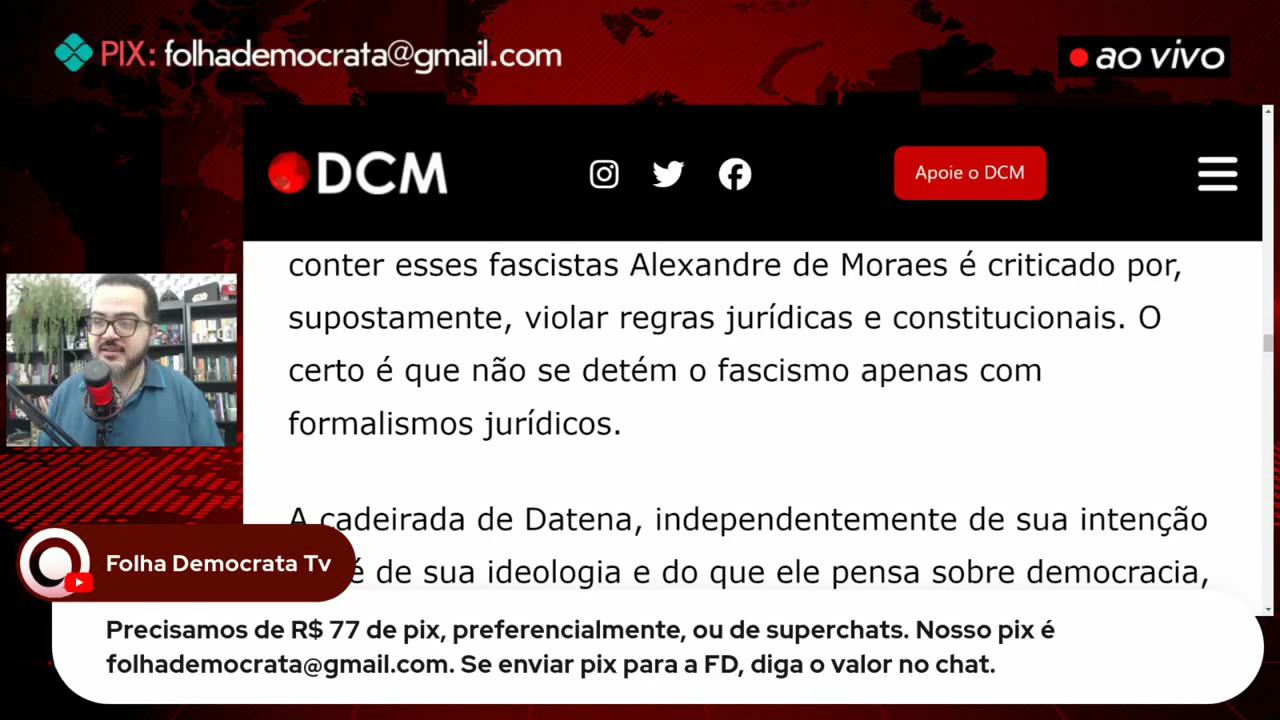 PIX: folhademocrata@gmail.com
ao vivo
DCM
Apoie o DCM
conter esses fascistas Alexandre de Moraes é criticado por,
supostamente, violar regras jurídicas e constitucionais. O
certo é que não se detém o fascismo apenas com
formalismos jurídicos.
A cadeirada de Datena, independentemente de sua intenção
é de sua ideologia e do que ele pensa sobre democracia,
Folha Democrata Tv
Precisamos de R$ 77 de pix, preferencialmente, ou de superchats. Nosso pix é
folhademocrata@gmail.com. Se enviar pix para a FD, diga o valor no chat.